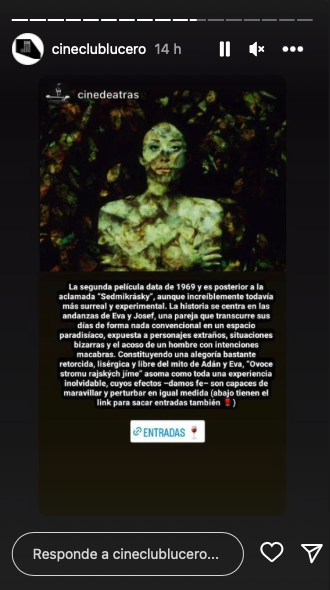 cineclublucero 14 h
cinedeatras
La segunda película data de 1969 y es posterior a la
aclamada “Sedmikrásky”, aunque increíblemente todavía
más surreal y experimental. La historia se centra en las
andanzas de Eva y Josef, una pareja que transcurre sus
días de forma nada convencional en un espacio
paradisíaco, expuesta a personajes extraños, situaciones
bizarras y el acoso de un hombre con intenciones
macabras. Constituyendo una alegoría bastante
retorcida, lisérgica y libre del mito de Adán y Eva, “Ovoce
stromu rajských jíme” asoma como toda una experiencia
inolvidable, cuyos efectos –damos fe– son capaces de
maravillar y perturbar en igual medida (abajo tienen el
link para sacar entradas también 🌹)
ENTRADAS 🍷
Responde a cineclublucero...